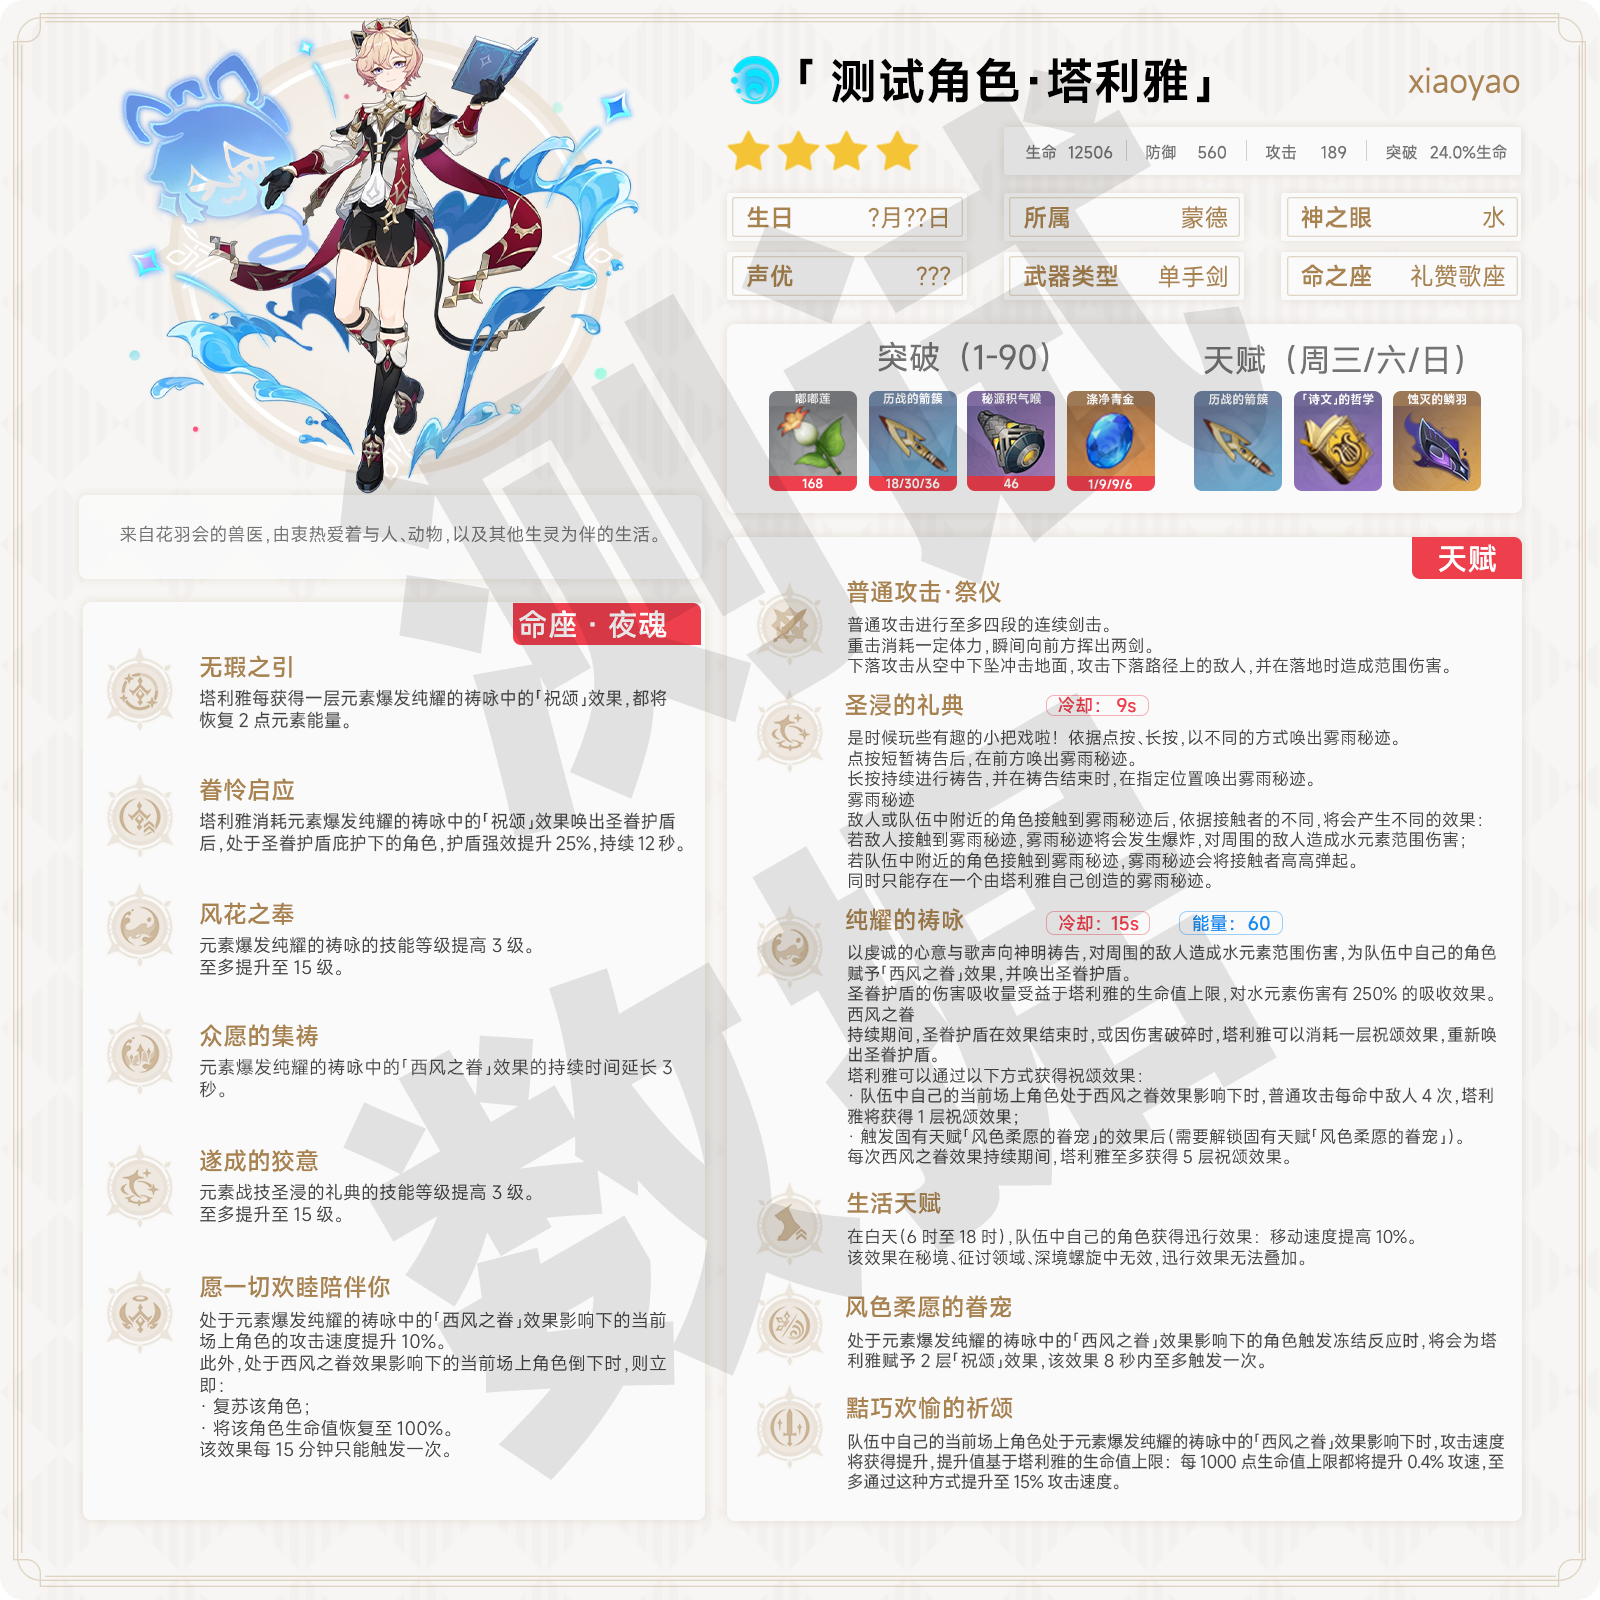 「测试角色·塔利雅」
xiaoyao
生命 12506 防御 560 攻击 189 突破 24.0%生命
生日 ?月??日
所属 蒙德
神之眼 水
声优 ???
武器类型 单手剑
命之座 礼赞歌座
突破（1-90）
天赋（周三/六/日）
嘟嘟莲 历战的箭簇 秘源积气喉 涤净青金
168 18/30/36 46 1/9/9/6
历战的箭簇 「诗文」的哲学 蚀灭的鳞羽
来自花羽会的兽医,由衷热爱着与人、动物,以及其他生灵为伴的生活。
命座 · 夜魂
无瑕之引
塔利雅每获得一层元素爆发纯耀的祷咏中的「祝颂」效果,都将
恢复 2 点元素能量。
眷怜启应
塔利雅消耗元素爆发纯耀的祷咏中的「祝颂」效果唤出圣眷护盾
后,处于圣眷护盾庇护下的角色,护盾强效提升 25%,持续 12 秒。
风花之奉
元素爆发纯耀的祷咏的技能等级提高 3 级。
至多提升至 15 级。
众愿的集祷
元素爆发纯耀的祷咏中的「西风之眷」效果的持续时间延长 3
秒。
遂成的狡意
元素战技圣浸的礼典的技能等级提高 3 级。
至多提升至 15 级。
愿一切欢睦陪伴你
处于元素爆发纯耀的祷咏中的「西风之眷」效果影响下的当前
场上角色的攻击速度提升 10%。
此外,处于西风之眷效果影响下的当前场上角色倒下时,则立
即:
· 复苏该角色;
· 将该角色生命值恢复至 100%。
该效果每 15 分钟只能触发一次。
天赋
普通攻击·祭仪
普通攻击进行至多四段的连续剑击。
重击消耗一定体力,瞬间向前方挥出两剑。
下落攻击从空中下坠冲击地面,攻击下落路径上的敌人,并在落地时造成范围伤害。
圣浸的礼典 冷却: 9s
是时候玩些有趣的小把戏啦！依据点按、长按,以不同的方式唤出雾雨秘迹。
点按短暂祷告后,在前方唤出雾雨秘迹。
长按持续进行祷告,并在祷告结束时,在指定位置唤出雾雨秘迹。
雾雨秘迹
敌人或队伍中附近的角色接触到雾雨秘迹后,依据接触者的不同,将会产生不同的效果:
若敌人接触到雾雨秘迹,雾雨秘迹将会发生爆炸,对周围的敌人造成水元素范围伤害;
若队伍中附近的角色接触到雾雨秘迹,雾雨秘迹会将接触者高高弹起。
同时只能存在一个由塔利雅自己创造的雾雨秘迹。
纯耀的祷咏 冷却: 15s 能量: 60
以虔诚的心意与歌声向神明祷告,对周围的敌人造成水元素范围伤害,为队伍中自己的角色
赋予「西风之眷」效果,并唤出圣眷护盾。
圣眷护盾的伤害吸收量受益于塔利雅的生命值上限,对水元素伤害有 250% 的吸收效果。
西风之眷
持续期间,圣眷护盾在效果结束时,或因伤害破碎时,塔利雅可以消耗一层祝颂效果,重新唤
出圣眷护盾。
塔利雅可以通过以下方式获得祝颂效果:
· 队伍中自己的当前场上角色处于西风之眷效果影响下时,普通攻击每命中敌人 4 次,塔利
雅将获得 1 层祝颂效果;
· 触发固有天赋「风色柔愿的眷宠」的效果后(需要解锁固有天赋「风色柔愿的眷宠」)。
每次西风之眷效果持续期间,塔利雅至多获得 5 层祝颂效果。
生活天赋
在白天(6 时至 18 时),队伍中自己的角色获得迅行效果: 移动速度提高 10%。
该效果在秘境、征讨领域、深境螺旋中无效,迅行效果无法叠加。
风色柔愿的眷宠
处于元素爆发纯耀的祷咏中的「西风之眷」效果影响下的角色触发冻结反应时,将会为塔
利雅赋予 2 层「祝颂」效果,该效果 8 秒内至多触发一次。
黠巧欢愉的祈颂
队伍中自己的当前场上角色处于元素爆发纯耀的祷咏中的「西风之眷」效果影响下时,攻击速度
将获得提升,提升值基于塔利雅的生命值上限: 每 1000 点生命值上限都将提升 0.4% 攻速,至
多通过这种方式提升至 15% 攻击速度。
测试
数据